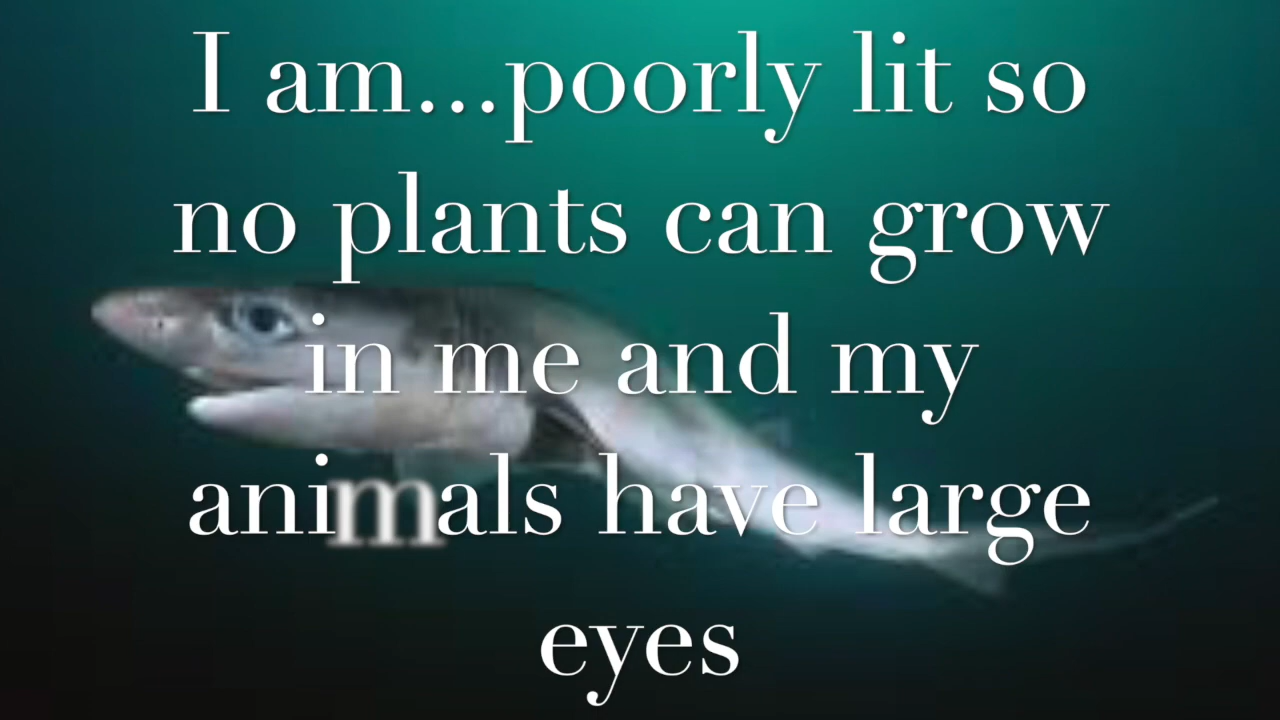 I am...poorly lit so
no plants can grow
in me and my
animals have large
eyes